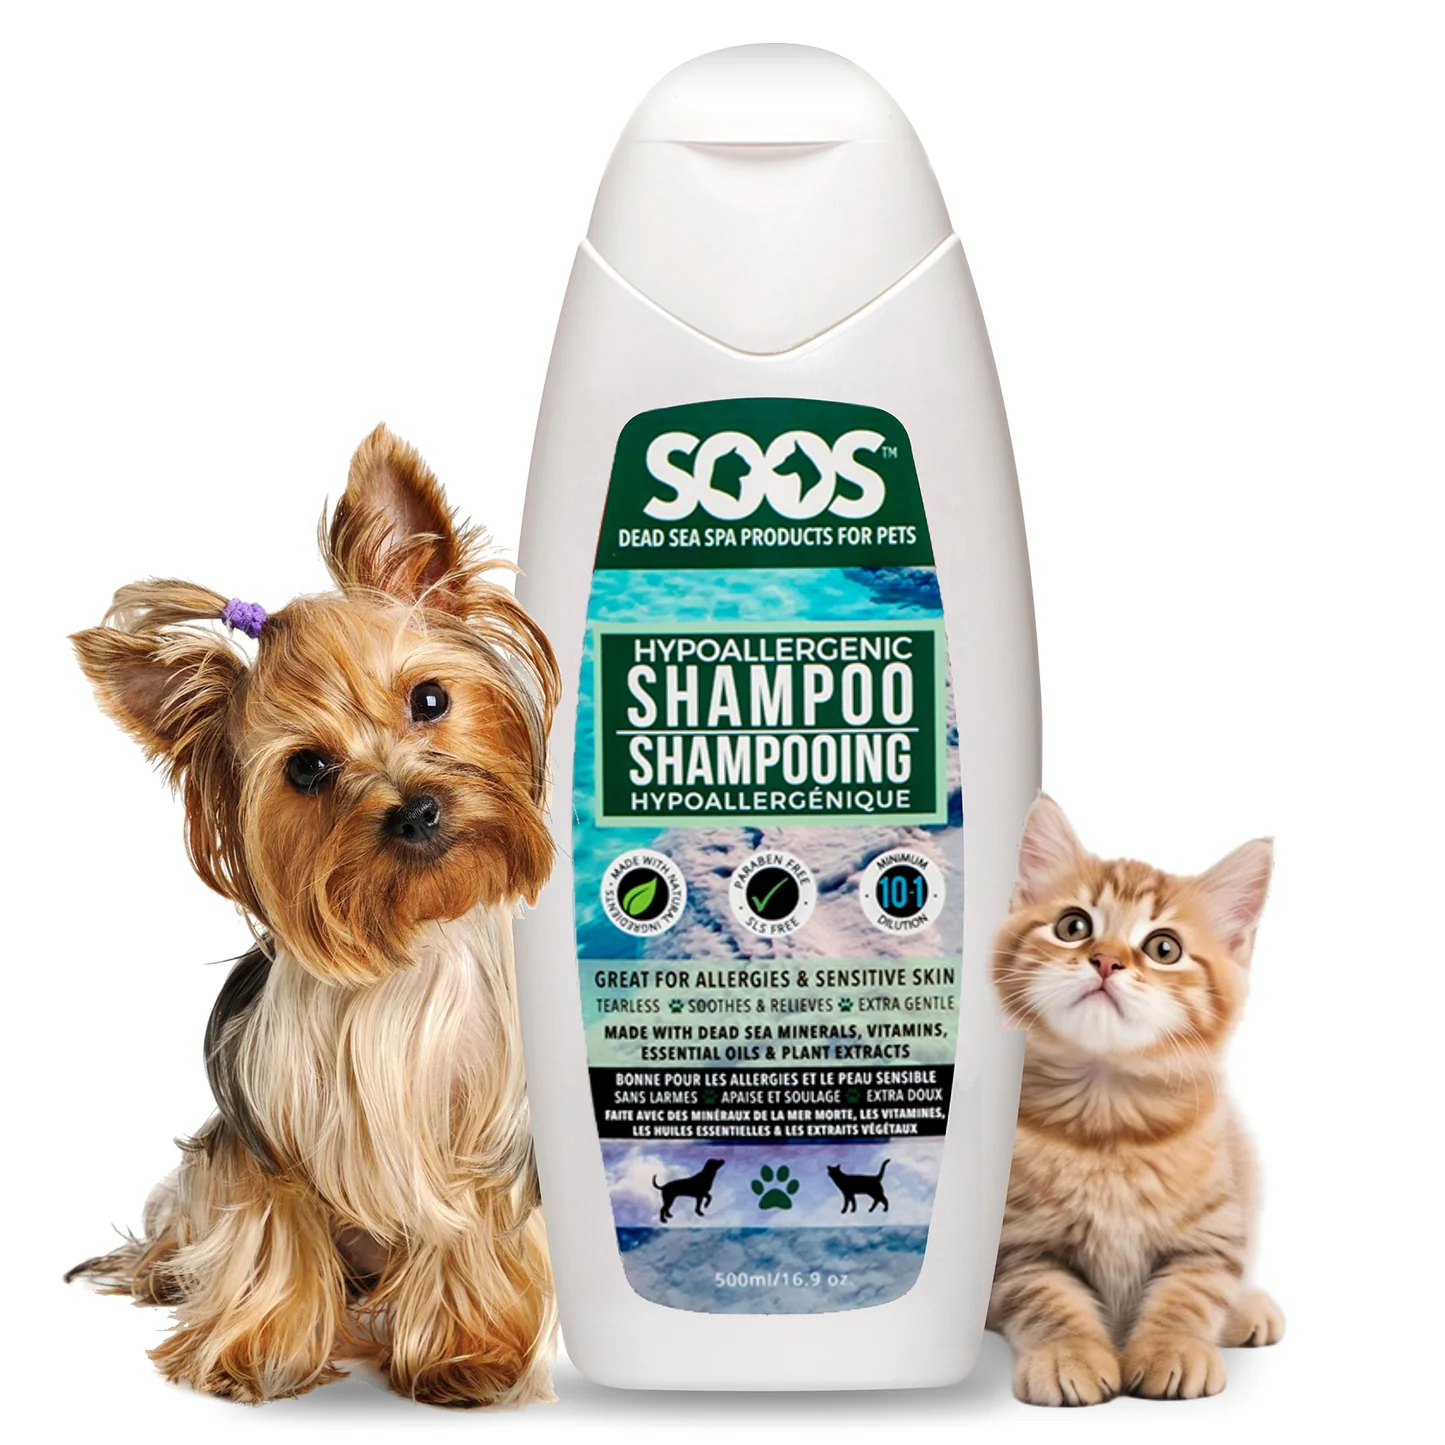 SOOS™
DEAD SEA SPA PRODUCTS FOR PETS
HYPOALLERGENIC
SHAMPOO
SHAMPOOING
HYPOALLERGÉNIQUE
MADE WITH NATURAL INGREDIENTS
PARABEN FREE
SLS FREE
MINIMUM
10-1
DILUTION
GREAT FOR ALLERGIES & SENSITIVE SKIN
TEARLESS SOOTHES & RELIEVES EXTRA GENTLE
MADE WITH DEAD SEA MINERALS, VITAMINS,
ESSENTIAL OILS & PLANT EXTRACTS
BONNE POUR LES ALLERGIES ET LE PEAU SENSIBLE
SANS LARMES APAISE ET SOULAGE EXTRA DOUX
FAITE AVEC DES MINÉRAUX DE LA MER MORTE, LES VITAMINES,
LES HUILES ESSENTIELLES & LES EXTRAITS VÉGÉTAUX
500ml/16.9 oz.